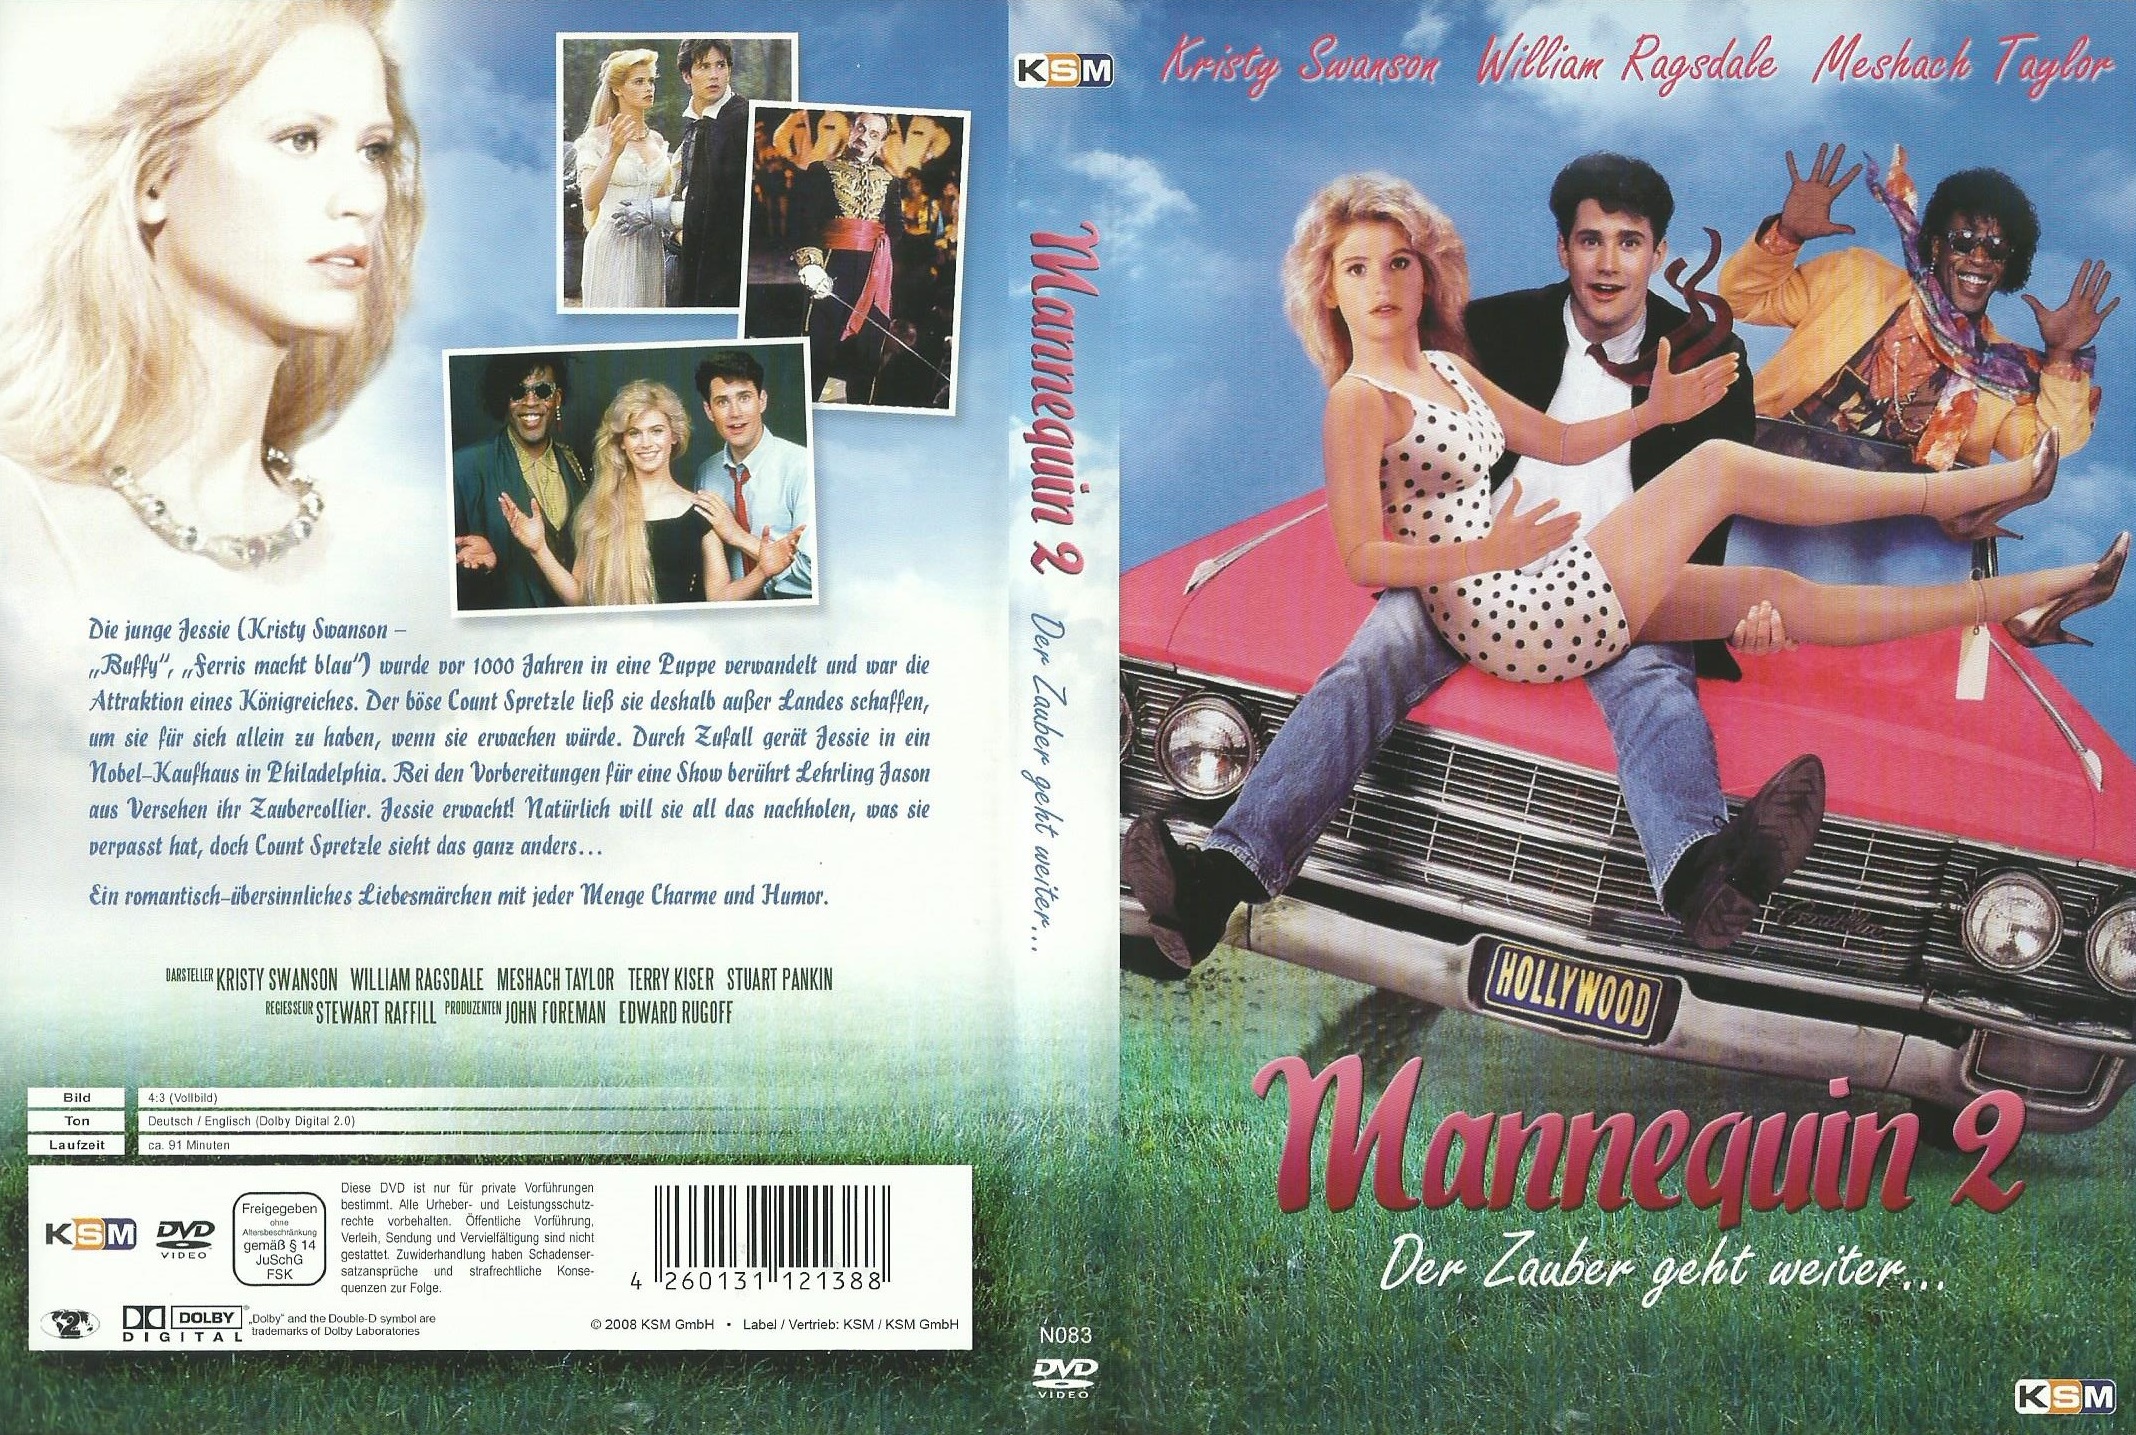 Die junge Jessie (Kristy Swanson –
„Buffy“, „Ferris macht blau“) wurde vor 1000 Jahren in eine Puppe verwandelt und war die
Attraktion eines Königreiches. Der böse Count Spretzle ließ sie deshalb außer Landes schaffen,
um sie für sich allein zu haben, wenn sie erwachen würde. Durch Zufall gerät Jessie in ein
Nobel-Kaufhaus in Philadelphia. Bei den Vorbereitungen für eine Show berührt Lehrling Jason
aus Versehen ihr Zaubercollier. Jessie erwacht! Natürlich will sie all das nachholen, was sie
verpasst hat, doch Count Spretzle sieht das ganz anders...
Ein romantisch-übersinnliches Liebesmärchen mit jeder Menge Charme und Humor.
DARSTELLER KRISTY SWANSON WILLIAM RAGSDALE MESHACH TAYLOR TERRY KISER STUART PANKIN
REGIESSEUR STEWART RAFFILL PRODUZENTEN JOHN FOREMAN EDWARD RUGOFF
Bild 4:3 (Vollbild)
Ton Deutsch / Englisch (Dolby Digital 2.0)
Laufzeit ca. 91 Minuten
KSM
DVD
VIDEO
Freigegeben
ohne
Altersbeschränkung
gemäß § 14
JuSchG
FSK
Diese DVD ist nur für private Vorführungen
bestimmt. Alle Urheber- und Leistungsschutz-
rechte vorbehalten. Öffentliche Vorführung,
Verleih, Sendung und Vervielfältigung sind nicht
gestattet. Zuwiderhandlung haben Schadenser-
satzansprüche und strafrechtliche Konse-
quenzen zur Folge.
4 260131 121388
2
DOLBY
DIGITAL
„Dolby“ and the Double-D symbol are
trademarks of Dolby Laboratories
© 2008 KSM GmbH • Label / Vertrieb: KSM / KSM GmbH
KSM
Mannequin 2 Der Zauber geht weiter...
N083
DVD
VIDEO
Kristy Swanson William Ragsdale Meshach Taylor
HOLLYWOOD
Mannequin 2
Der Zauber geht weiter...
KSM